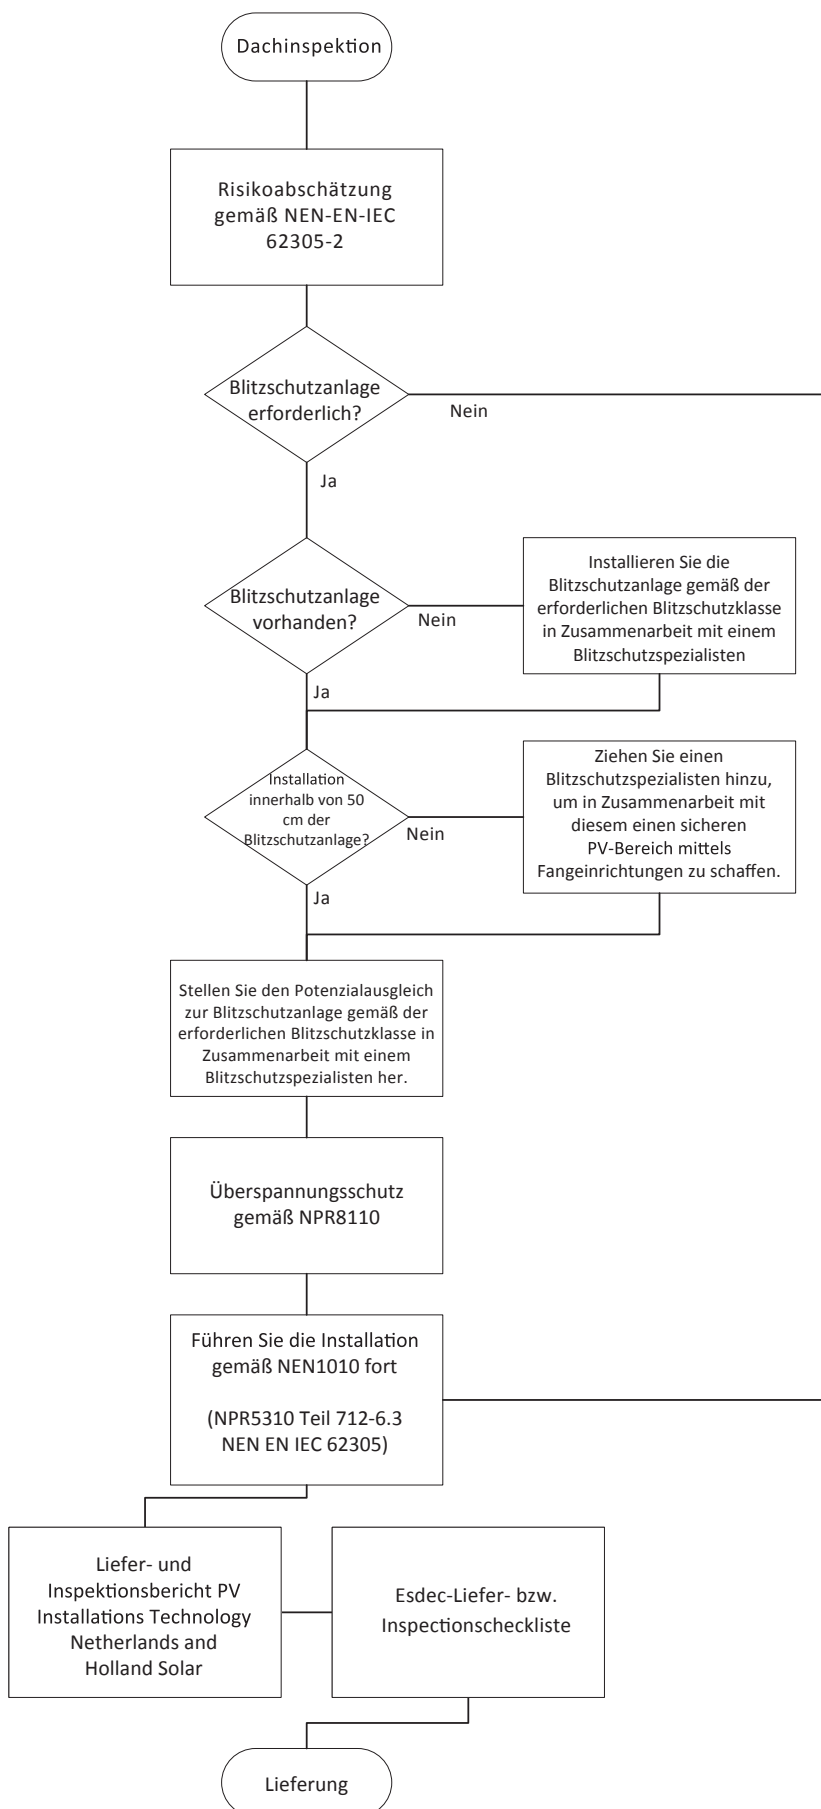 Dachinspektion
Risikoabschätzung
gemäß NEN-EN-IEC
62305-2
Blitzschutzanlage
erforderlich?
Nein
Ja
Blitzschutzanlage
vorhanden?
Nein
Installieren Sie die
Blitzschutzanlage gemäß der
erforderlichen Blitzschutzklasse
in Zusammenarbeit mit einem
Blitzschutzspezialisten
Ja
Installation
innerhalb von 50
cm der
Blitzschutzanlage?
Nein
Ziehen Sie einen
Blitzschutzspezialisten hinzu,
um in Zusammenarbeit mit
diesem einen sicheren
PV-Bereich mittels
Fangeinrichtungen zu schaffen.
Ja
Stellen Sie den Potenzialausgleich
zur Blitzschutzanlage gemäß der
erforderlichen Blitzschutzklasse in
Zusammenarbeit mit einem
Blitzschutzspezialisten her.
Überspannungsschutz
gemäß NPR8110
Führen Sie die Installation
gemäß NEN1010 fort
(NPR5310 Teil 712-6.3
NEN EN IEC 62305)
Liefer- und
Inspektionsbericht PV
Installations Technology
Netherlands and
Holland Solar
Esdec-Liefer- bzw.
Inspectionscheckliste
Lieferung